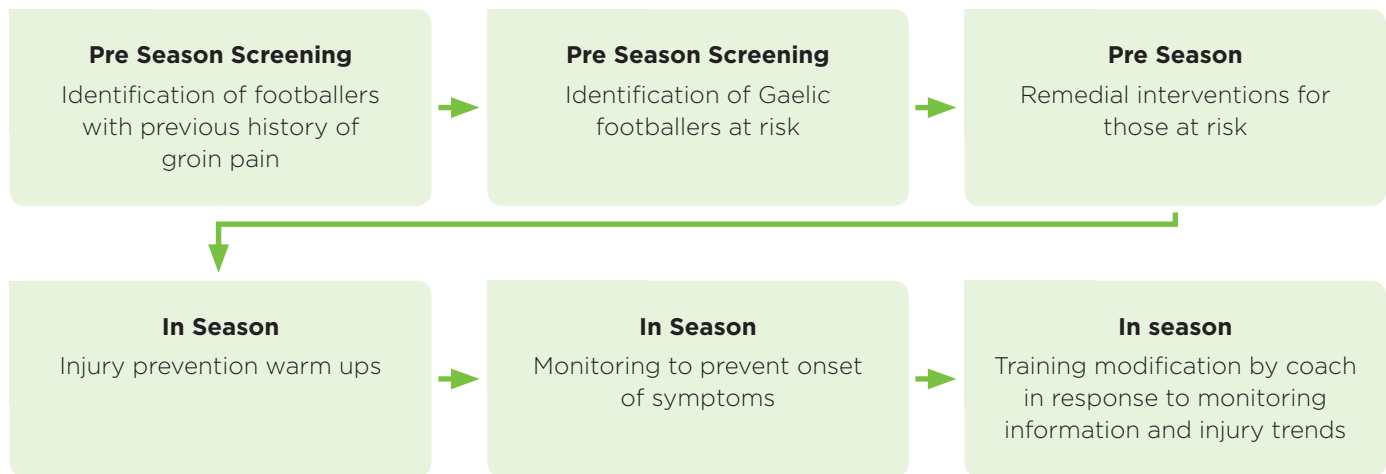 Pre Season Screening
Identification of footballers
with previous history of
groin pain
Pre Season Screening
Identification of Gaelic
footballers at risk
Pre Season
Remedial interventions for
those at risk
In Season
Injury prevention warm ups
In Season
Monitoring to prevent onset
of symptoms
In season
Training modification by coach
in response to monitoring
information and injury trends